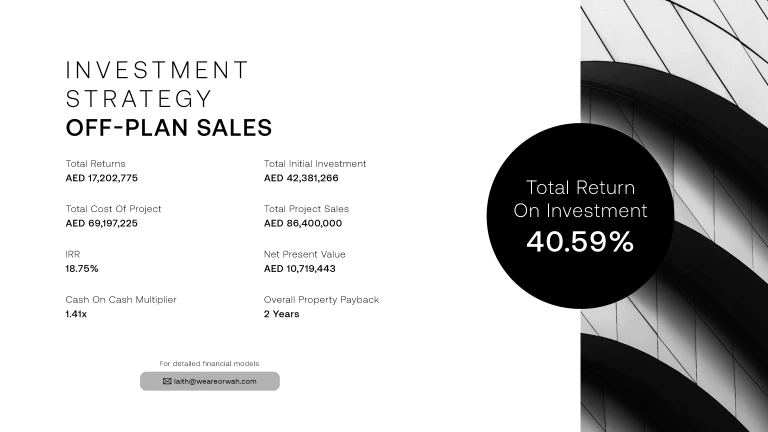 INVESTMENT
STRATEGY
OFF-PLAN SALES
Total Returns
AED 17,202,775
Total Initial Investment
AED 42,381,266
Total Cost Of Project
AED 69,197,225
Total Project Sales
AED 86,400,000
IRR
18.75%
Net Present Value
AED 10,719,443
Cash On Cash Multiplier
1.41x
Overall Property Payback
2 Years
For detailed financial models
laith@weareorwah.com
Total Return
On Investment
40.59%